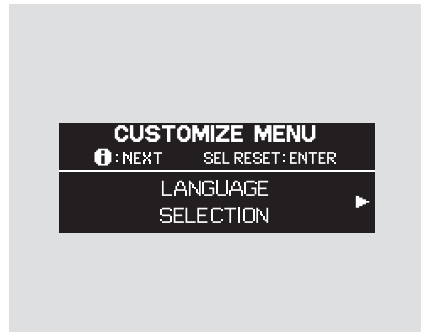 CUSTOMIZE MENU
i : NEXT SEL RESET: ENTER
LANGUAGE
SELECTION